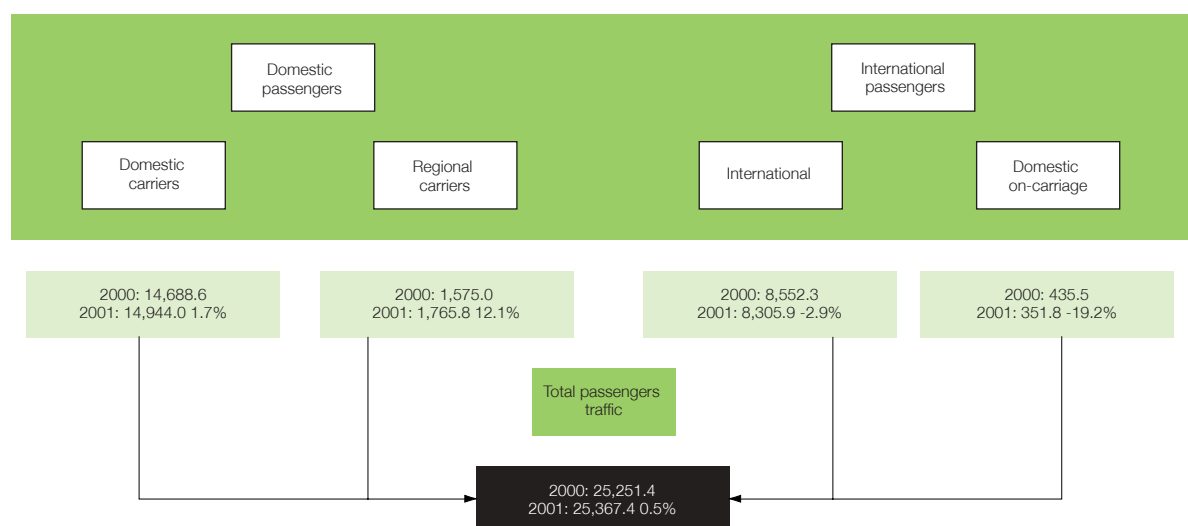 Domestic
passengers
International
passengers
Domestic
carriers
Regional
carriers
International
Domestic
on-carriage
2000: 14,688.6
2001: 14,944.0 1.7%
2000: 1,575.0
2001: 1,765.8 12.1%
2000: 8,552.3
2001: 8,305.9 -2.9%
2000: 435.5
2001: 351.8 -19.2%
Total passengers
traffic
2000: 25,251.4
2001: 25,367.4 0.5%